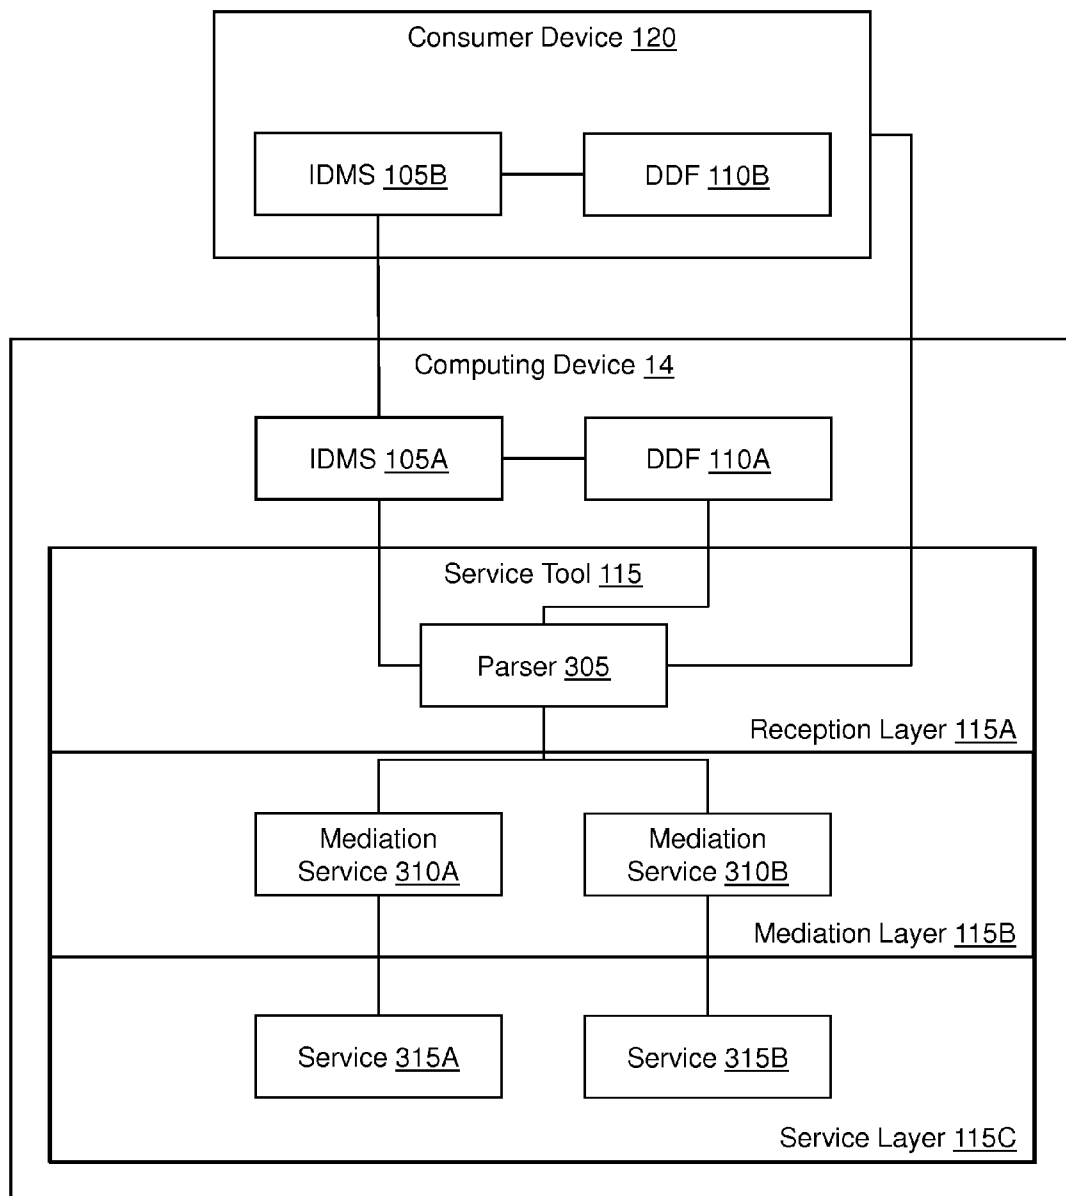 Consumer Device 120
IDMS 105B
DDF 110B
Computing Device 14
IDMS 105A
DDF 110A
Service Tool 115
Parser 305
Reception Layer 115A
Mediation
Service 310A
Mediation
Service 310B
Mediation Layer 115B
Service 315A
Service 315B
Service Layer 115C